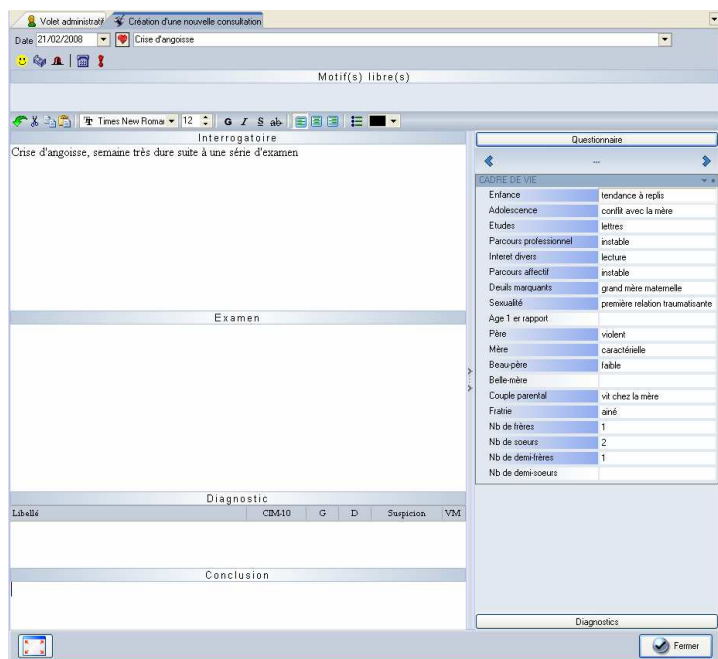 Volet administratif Création d'une nouvelle consultation
Date 21/02/2008 Crise d'angoisse
Motif(s) libre(s)
Times New Roman 12 G I S ab
Interrogatoire
Crise d'angoisse, semaine très dure suite à une série d'examen
Examen
Diagnostic
Libellé CIM-10 G D Suspicion VM
Conclusion
Questionnaire
...
CADRE DE VIE
Enfance tendance à replis
Adolescence conflit avec la mère
Etudes lettres
Parcours professionnel instable
Interet divers lecture
Parcours affectif instable
Deuils marquants grand mère maternelle
Sexualité première relation traumatisante
Age 1 er rapport
Père violent
Mère caractérielle
Beau-père faible
Belle-mère
Couple parental vit chez la mère
Fratrie ainé
Nb de frères 1
Nb de soeurs 2
Nb de demi-frères 1
Nb de demi-soeurs
Diagnostics
Fermer